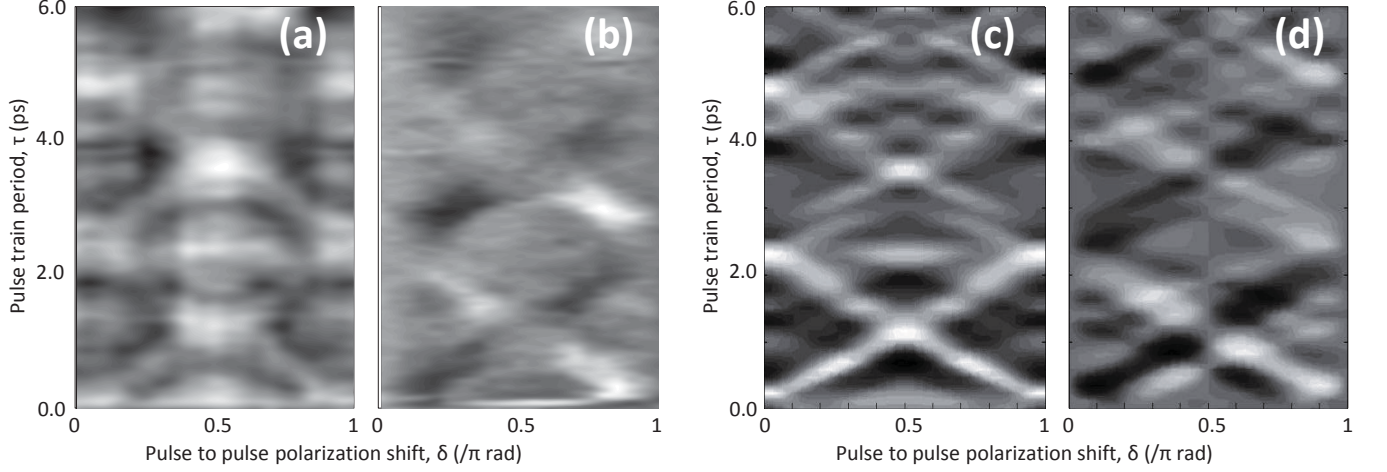 6.0 (a) (b) 6.0 (c) (d)
4.0 4.0
Pulse train period, τ (ps) Pulse train period, τ (ps)
2.0 2.0
0.0 0.0
0 0.5 1 0 0.5 1 0 0.5 1 0 0.5 1
Pulse to pulse polarization shift, δ (/π rad) Pulse to pulse polarization shift, δ (/π rad)